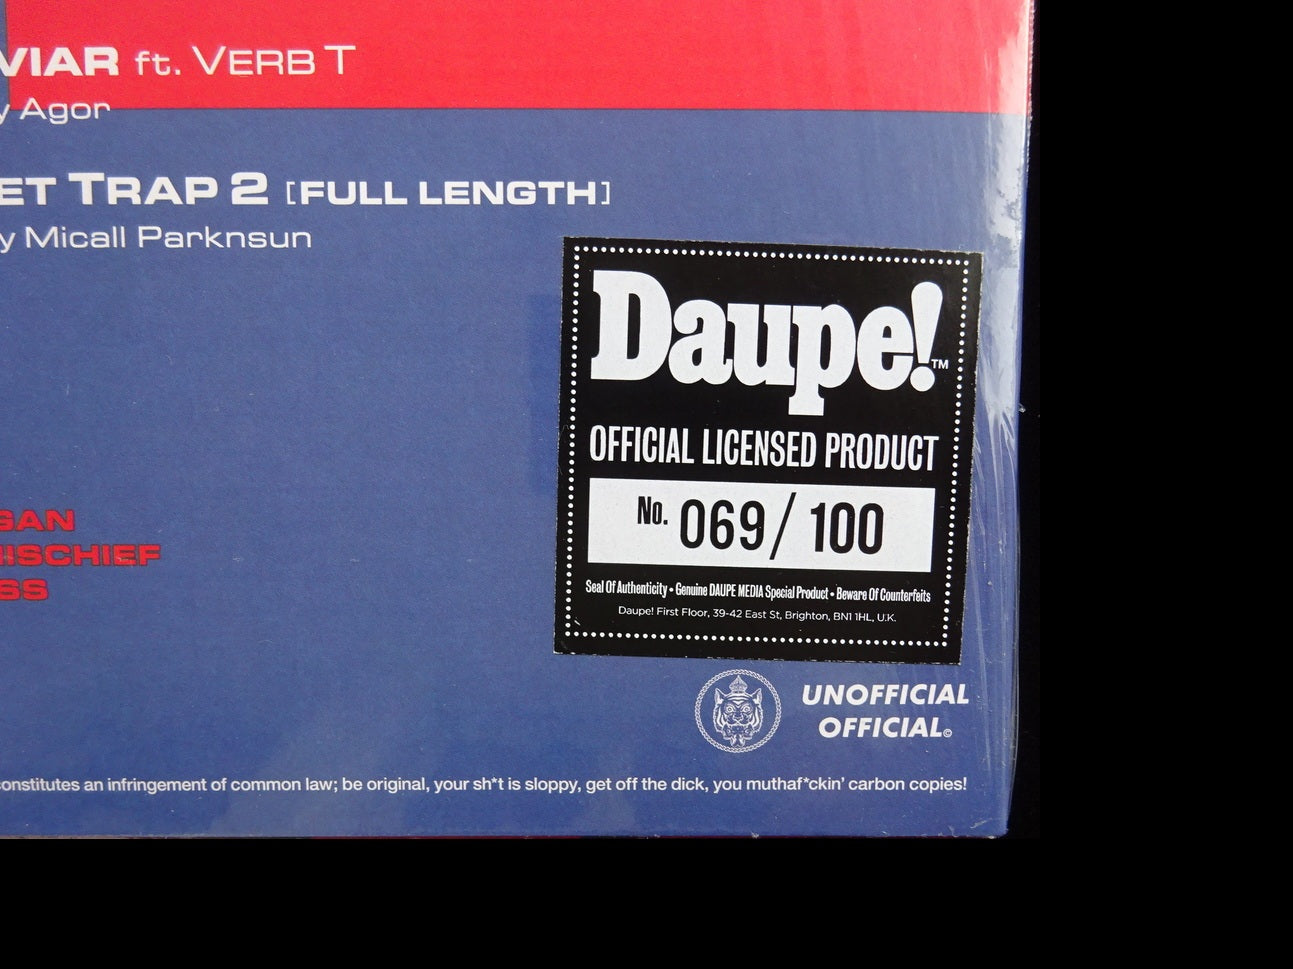 VIAR ft. VERB T
y Agor
ET TRAP 2 [FULL LENGTH]
y Micall Parknsun
Daupe!™
OFFICIAL LICENSED PRODUCT
No. 069/100
Seal Of Authenticity • Genuine DAUPE MEDIA Special Product • Beware Of Counterfeits
Daupe! First Floor, 39-42 East St, Brighton, BN1 1HL, U.K.
GAN
MISCHIEF
SS
UNOFFICIAL
OFFICIAL©
constitutes an infringement of common law; be original, your sh*t is sloppy, get off the dick, you muthaf*ckin' carbon copies!